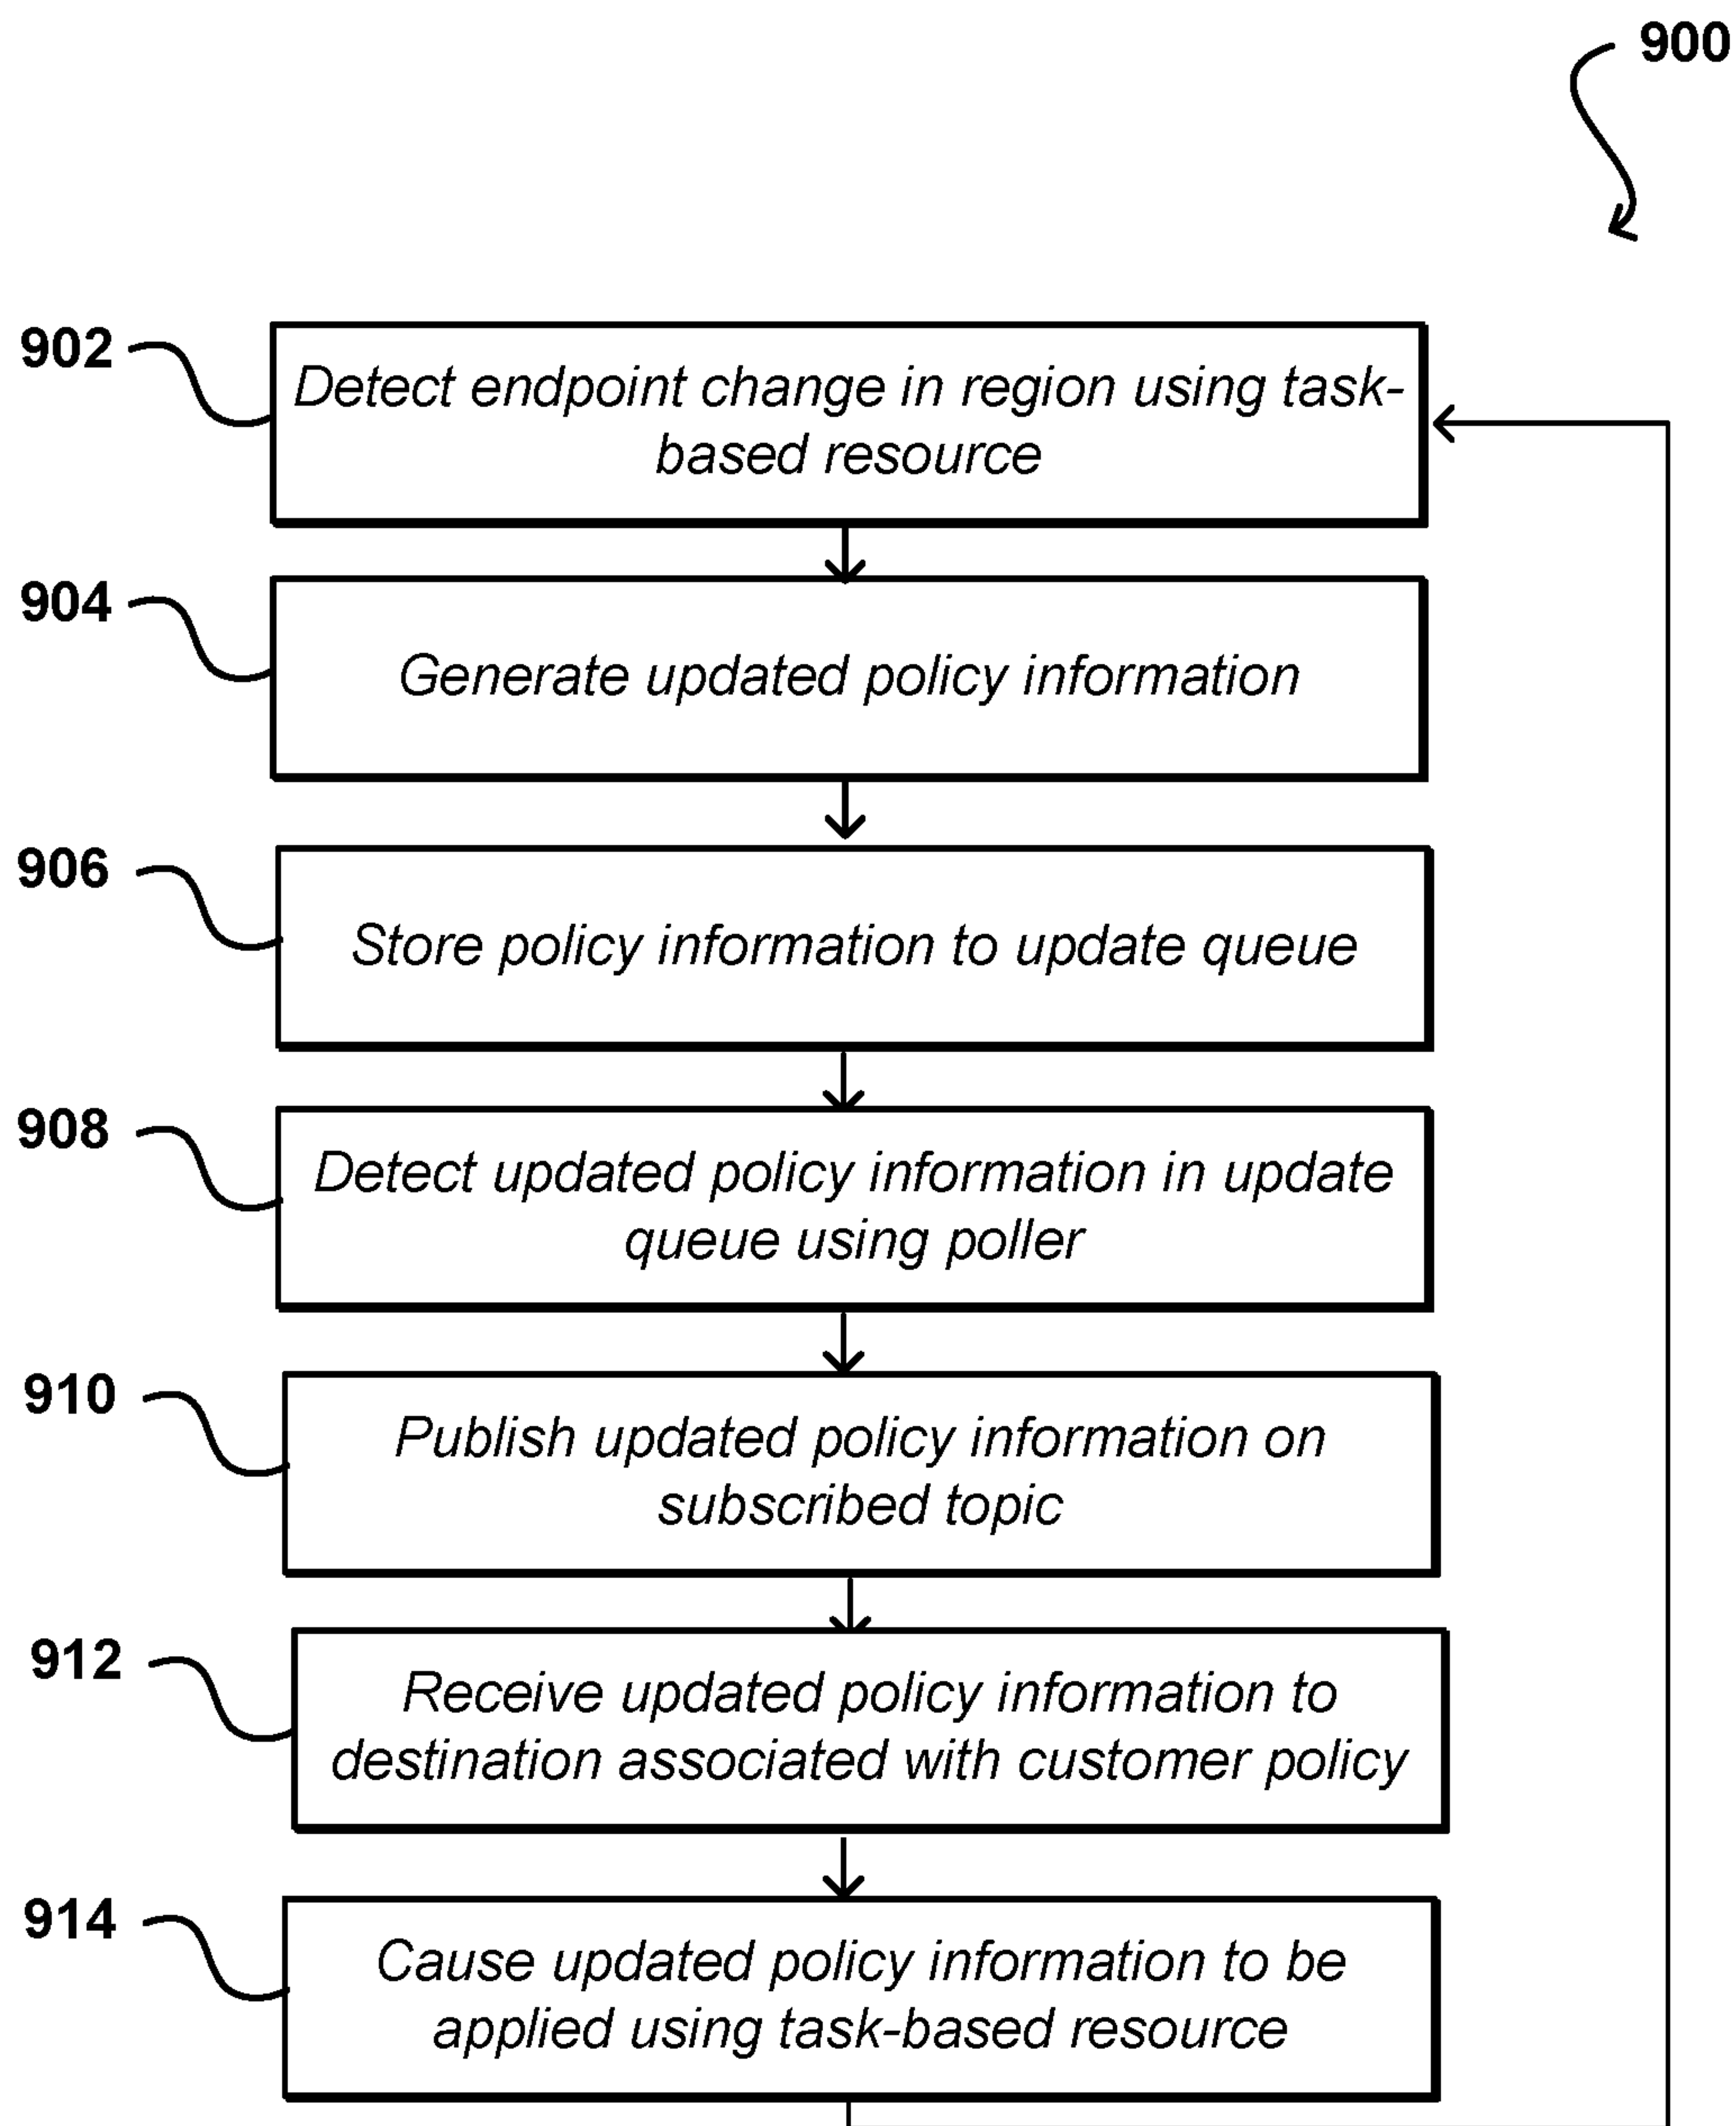 900
902
Detect endpoint change in region using task-
based resource
904
Generate updated policy information
906
Store policy information to update queue
908
Detect updated policy information in update
queue using poller
910
Publish updated policy information on
subscribed topic
912
Receive updated policy information to
destination associated with customer policy
914
Cause updated policy information to be
applied using task-based resource